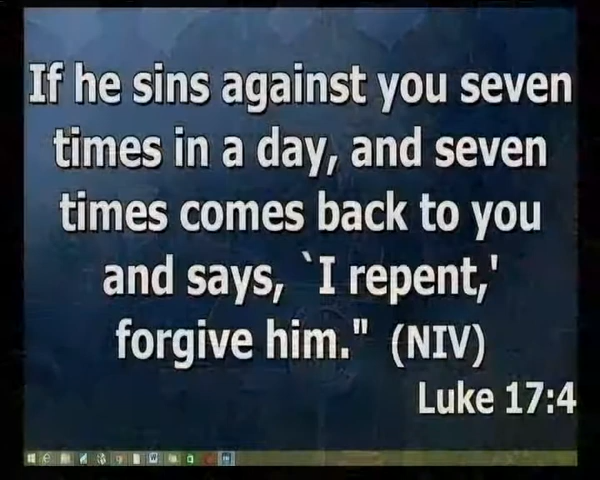 If he sins against you seven
times in a day, and seven
times comes back to you
and says, `I repent,'
forgive him." (NIV)
Luke 17:4